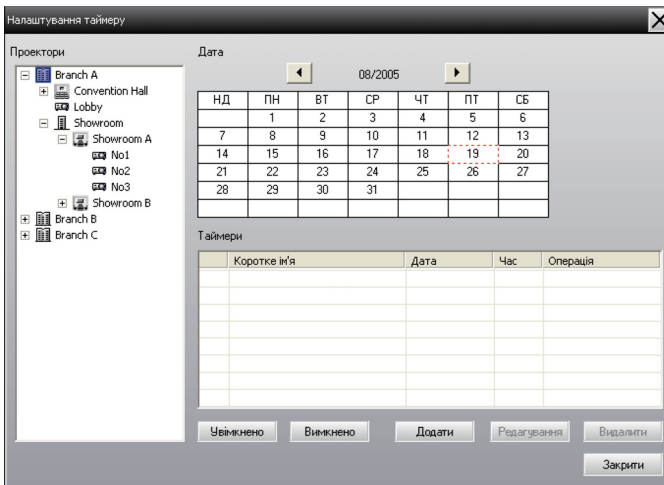 Налаштування таймеру
Проектори
Branch A
Convention Hall
Lobby
Showroom
Showroom A
No1
No2
No3
Showroom B
Branch B
Branch C
Дата
08/2005
НД ПН ВТ СР ЧТ ПТ СБ
1 2 3 4 5 6
7 8 9 10 11 12 13
14 15 16 17 18 19 20
21 22 23 24 25 26 27
28 29 30 31
Таймери
Коротке ім'я Дата Час Операція
Увімкнено Вимкнено Додати Редагування Видалити
Закрити